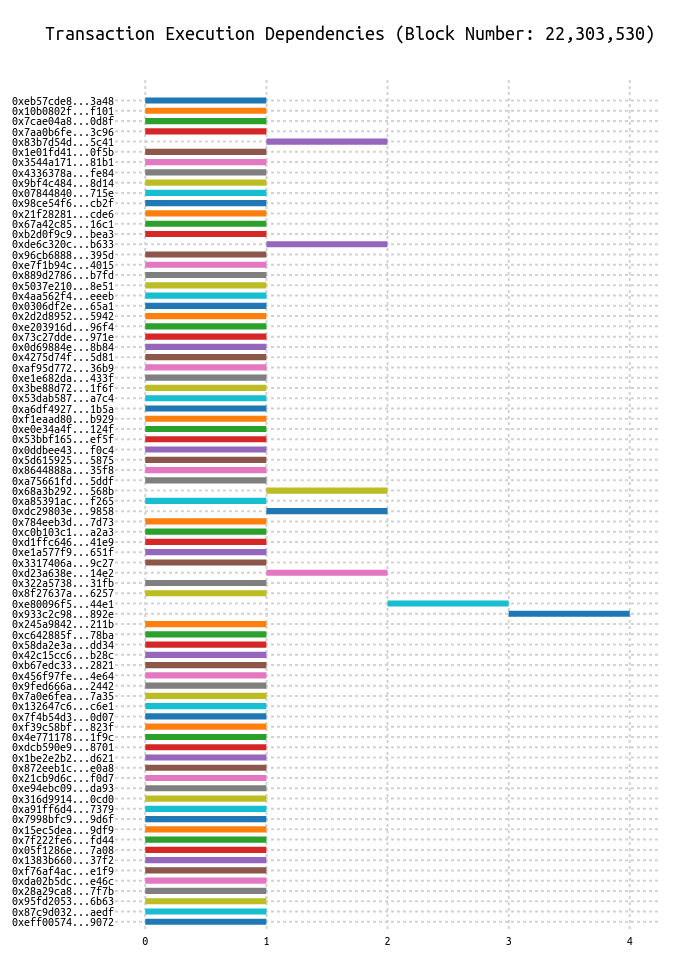 Transaction Execution Dependencies (Block Number: 22,303,530)
0xeb57cde8...3a48
0x10b0802f...f101
0x7cae04a8...0d8f
0x7aa0b6fe...3c96
0x83b7d54d...5c41
0x1e01fd41...0f5b
0x3544a171...81b1
0x4336378a...fe84
0x9bf4c484...8d14
0x07844840...715e
0x98ce54f6...cb2f
0x21f28281...cde6
0x67a42c85...16c1
0xb2d0f9c9...bea3
0xde6c320c...b633
0x96cb6888...395d
0xe7f1b94c...4015
0x889d2786...b7fd
0x5037e210...8e51
0x4aa562f4...eeeb
0x0306df2e...65a1
0x2d2d8952...5942
0xe203916d...96f4
0x73c27dde...971e
0x0d69884e...8b84
0x4275d74f...5d81
0xaf95d772...36b9
0xe1e682da...433f
0x3be88d72...1f6f
0x53dab587...a7c4
0xa6df4927...1b5a
0xf1eaad80...b929
0xe0e34a4f...124f
0x53bbf165...ef5f
0x0ddbee43...f0c4
0x5d615925...5875
0x8644888a...35f8
0xa75661fd...5ddf
0x68a3b292...568b
0xa85391ac...f265
0xdc29803e...9858
0x784eeb3d...7d73
0xc0b103c1...a2a3
0xd1ffc646...41e9
0xe1a577f9...651f
0x3317406a...9c27
0xd23a638e...14e2
0x322a5738...31fb
0x8f27637a...6257
0xe80096f5...44e1
0x933c2c98...892e
0x245a9842...211b
0xc642885f...78ba
0x58da2e3a...dd34
0x42c15cc6...b28c
0xb67edc33...2821
0x456f97fe...4e64
0x9fed666a...2442
0x7a0e6fea...7a35
0x132647c6...c6e1
0x7f4b54d3...0d07
0xf39c58bf...823f
0x4e771178...1f9c
0xdcb590e9...8701
0x1be2e2b2...d621
0x872eeb1c...e0a8
0x21cb9d6c...f0d7
0xe94ebc09...da93
0x316d9914...0cd0
0xa91ff6d4...7379
0x7998bfc9...9d6f
0x15ec5dea...9df9
0x7f222fe6...fd44
0x05f1286e...7a08
0x1383b660...37f2
0xf76af4ac...e1f9
0xda02b5dc...e46c
0x28a29ca8...7f7b
0x95fd2053...6b63
0x87c9d032...aedf
0xeff00574...9072
0 1 2 3 4